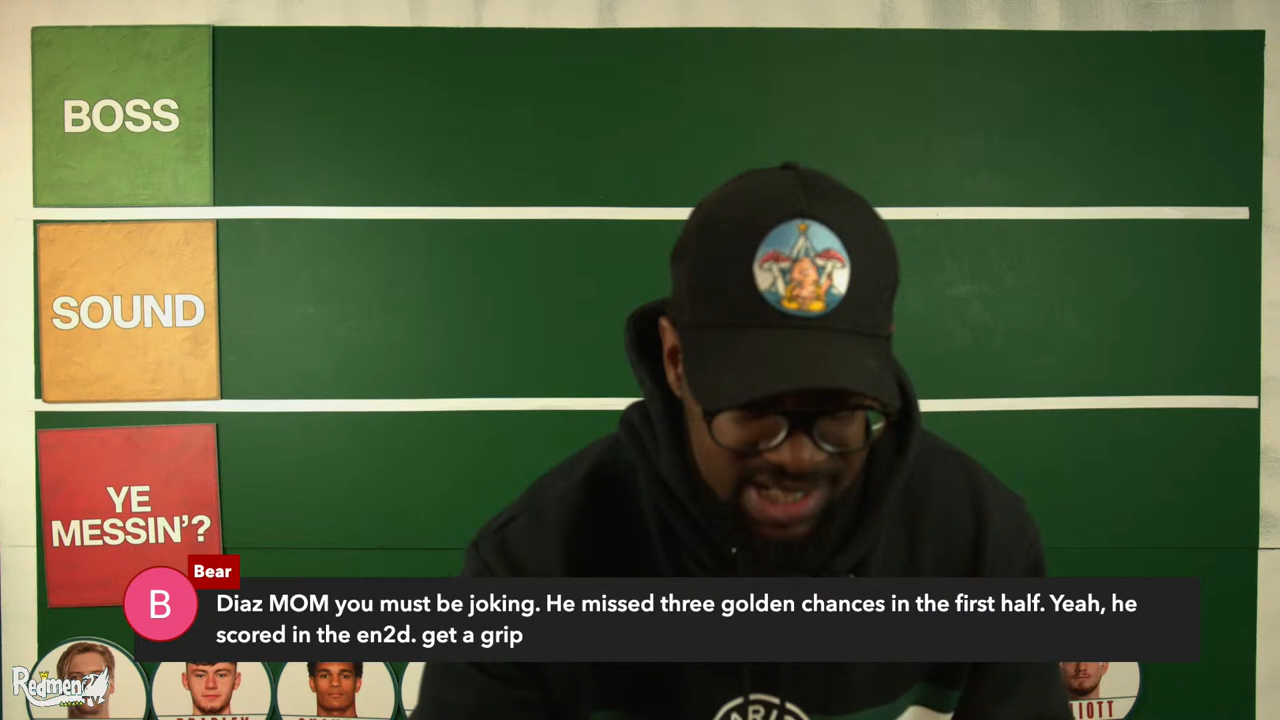 BOSS
SOUND
YE
MESSIN'?
Bear
B
Diaz MOM you must be joking. He missed three golden chances in the first half. Yeah, he
scored in the en2d. get a grip
Redmen